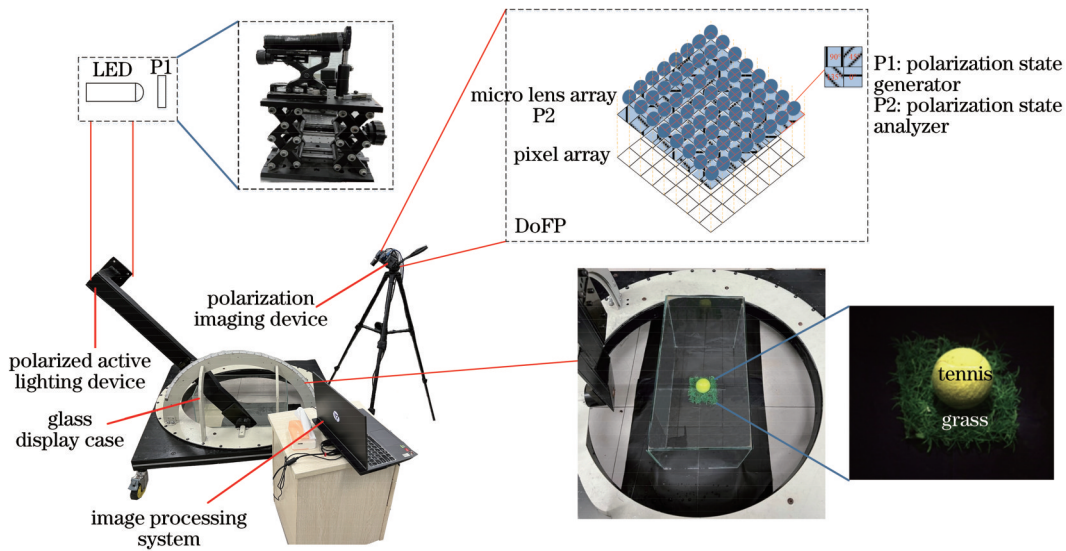 LED
P1
micro lens array
P2
pixel array
DoFP
P1: polarization state
generator
P2: polarization state
analyzer
polarization
imaging device
polarized active
lighting device
glass
display case
image processing
system
tennis
grass